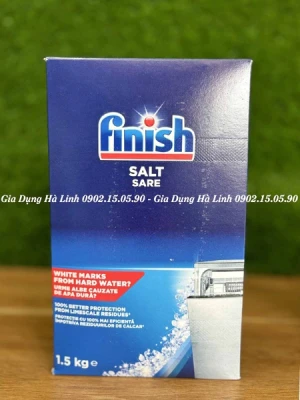 finish
SALT
SARE
Gia Dụng Hà Linh 0902.15.05.90 - Gia Dụng Hà Linh 0902.15.05.90
WHITE MARKS
FROM HARD WATER?
URME ALBE CAUZATE
DE APA DURĂ?
100% BETTER PROTECTION
FROM LIMESCALE RESIDUES*
PROTECȚIE CU 100% MAI EFICIENTĂ
ÎMPOTRIVA REZIDUURILOR DE CALCAR*
1.5 kg e